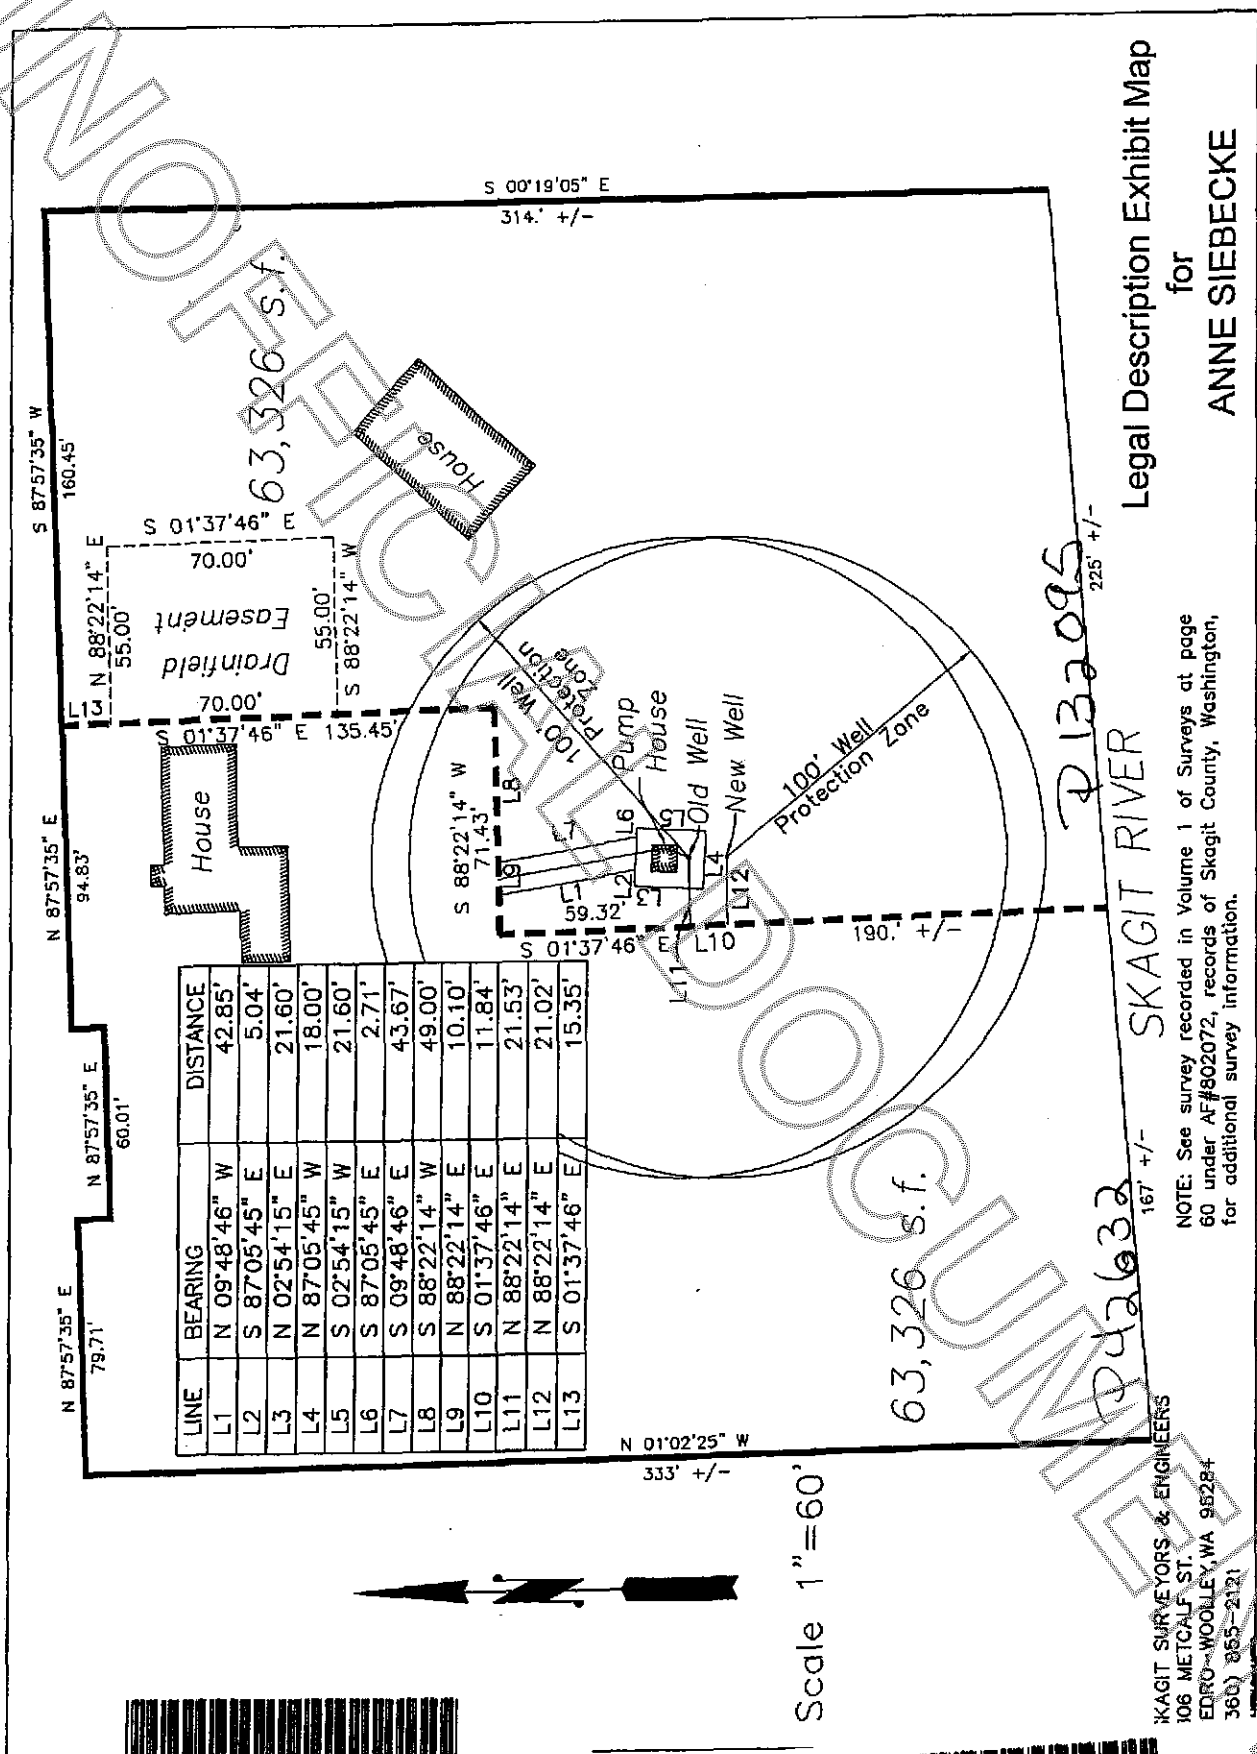 UNOFFICIAL DOCUMENT
N 87°57'35" E
79.71'
N 87°57'35" E
60.01'
N 87°57'35" E
94.83'
S 87°57'35" W
160.45'
L13
N 88°22'14" E
55.00'
S 01°37'46" E
70.00'
Drainfield
Easement
70.00'
55.00'
S 88°22'14" W
S 01°37'46" E 135.45'
63,326 s.f.
House
House
S 00°19'05" E
314.' +/-
LINE BEARING DISTANCE
L1 N 09°48'46" W 42.85'
L2 S 87°05'45" E 5.04'
L3 N 02°54'15" E 21.60'
L4 N 87°05'45" W 18.00'
L5 S 02°54'15" W 21.60'
L6 S 87°05'45" E 2.71'
L7 S 09°48'46" E 43.67'
L8 S 88°22'14" W 49.00'
L9 N 88°22'14" E 10.10'
L10 S 01°37'46" E 11.84'
L11 N 88°22'14" E 21.53'
L12 N 88°22'14" E 21.02'
L13 S 01°37'46" E 15.35'
S 88°22'14" W
71.43'
L8
L9
L7
L1
59.32'
L2
L6
L3
L5
L4
L12
L10
L11
S 01°37'46" E
100' Well
Protection
Zone
Pump
House
Old Well
New Well
100' Well
Protection Zone
190.' +/-
N 01°02'25" W
333' +/-
63,326 s.f.
Scale 1"=60'
P42632
167' +/-
SKAGIT RIVER
P132095
225' +/-
Legal Description Exhibit Map
for
ANNE SIEBECKE
NOTE: See survey recorded in Volume 1 of Surveys at page
60 under AF#802072, records of Skagit County, Washington,
for additional survey information.
SKAGIT SURVEYORS & ENGINEERS
806 METCALF ST.
EDRO-WOOLLEY, WA 98284
360) 855-2121